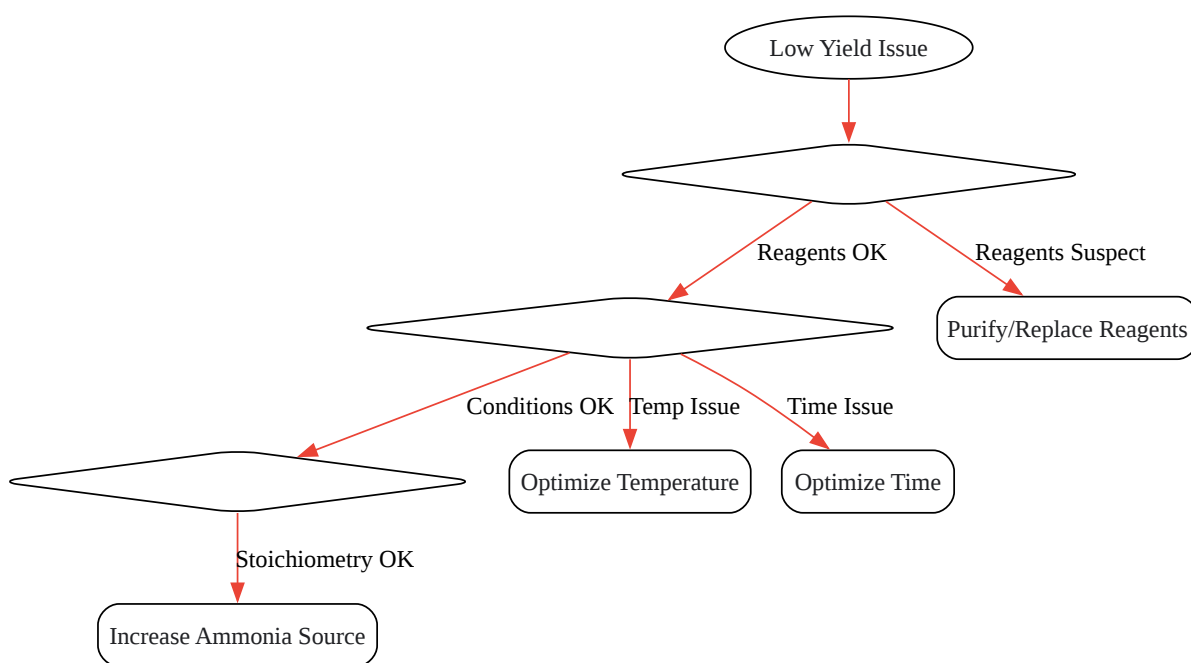 Low Yield Issue
Reagents OK
Reagents Suspect
Purify/Replace Reagents
Conditions OK
Temp Issue
Time Issue
Optimize Temperature
Optimize Time
Stoichiometry OK
Increase Ammonia Source